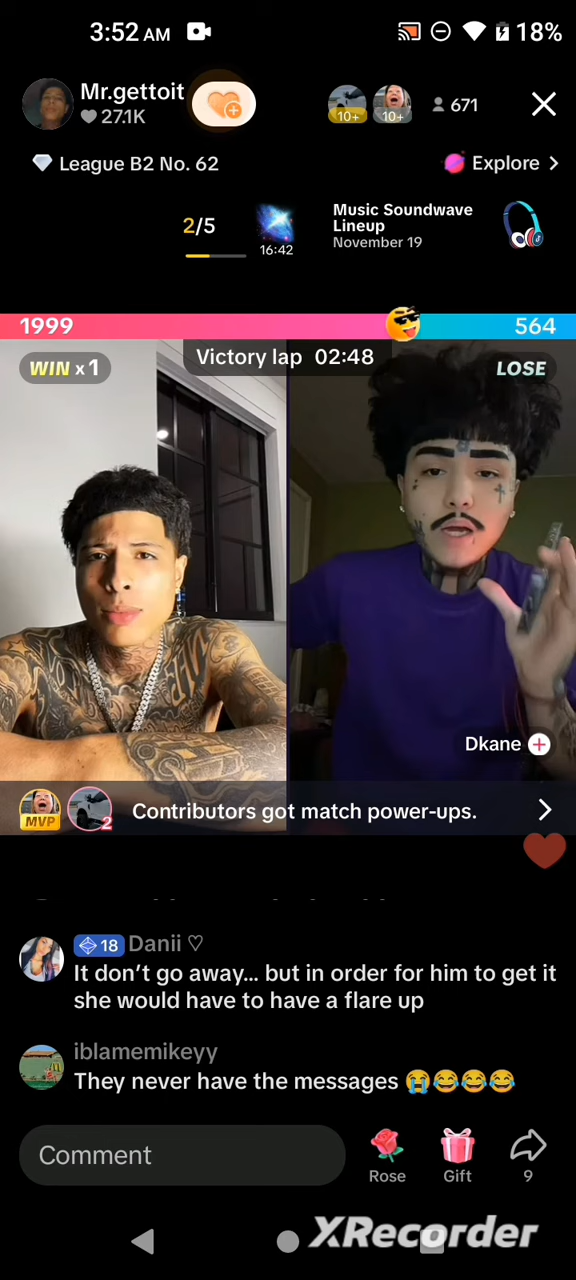 3:52 AM
18%
Mr.gettoit
27.1K
10+
10+
671
League B2 No. 62
Explore
2/5
16:42
Music Soundwave
Lineup
November 19
1999
564
WIN x 1
Victory lap 02:48
LOSE
Dkane
MVP
2
Contributors got match power-ups.
18 Danii ♡
It don’t go away... but in order for him to get it
she would have to have a flare up
iblamemikeyy
They never have the messages 😭😂😂😂
Comment
Rose
Gift
9
XRecorder